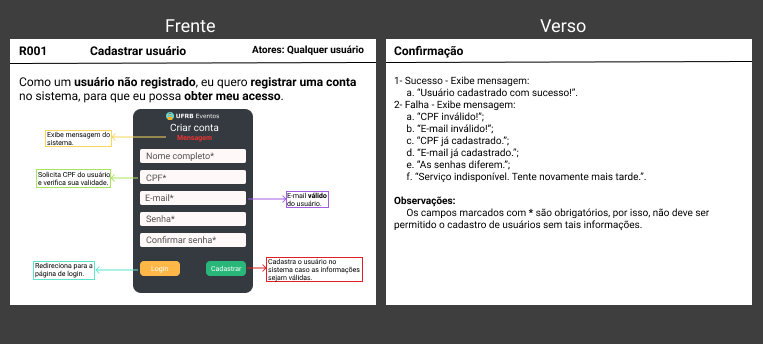 Frente
R001 Cadastrar usuário Atores: Qualquer usuário
Como um usuário não registrado, eu quero registrar uma conta
no sistema, para que eu possa obter meu acesso.
UFRB Eventos
Criar conta
Mensagem
Exibe mensagem do
sistema.
Nome completo*
Solicita CPF do usuário
e verifica sua validade.
CPF*
E-mail*
E-mail válido
do usuário.
Senha*
Confirmar senha*
Redireciona para a
página de login.
Login
Cadastrar
Cadastra o usuário no
sistema caso as informações
sejam válidas.
Verso
Confirmação
1- Sucesso - Exibe mensagem:
a. “Usuário cadastrado com sucesso!”.
2- Falha - Exibe mensagem:
a. “CPF inválido!”;
b. “E-mail inválido!”;
c. “CPF já cadastrado.”;
d. “E-mail já cadastrado.”;
e. “As senhas diferem.”;
f. “Serviço indisponível. Tente novamente mais tarde.”.
Observações:
Os campos marcados com * são obrigatórios, por isso, não deve ser
permitido o cadastro de usuários sem tais informações.